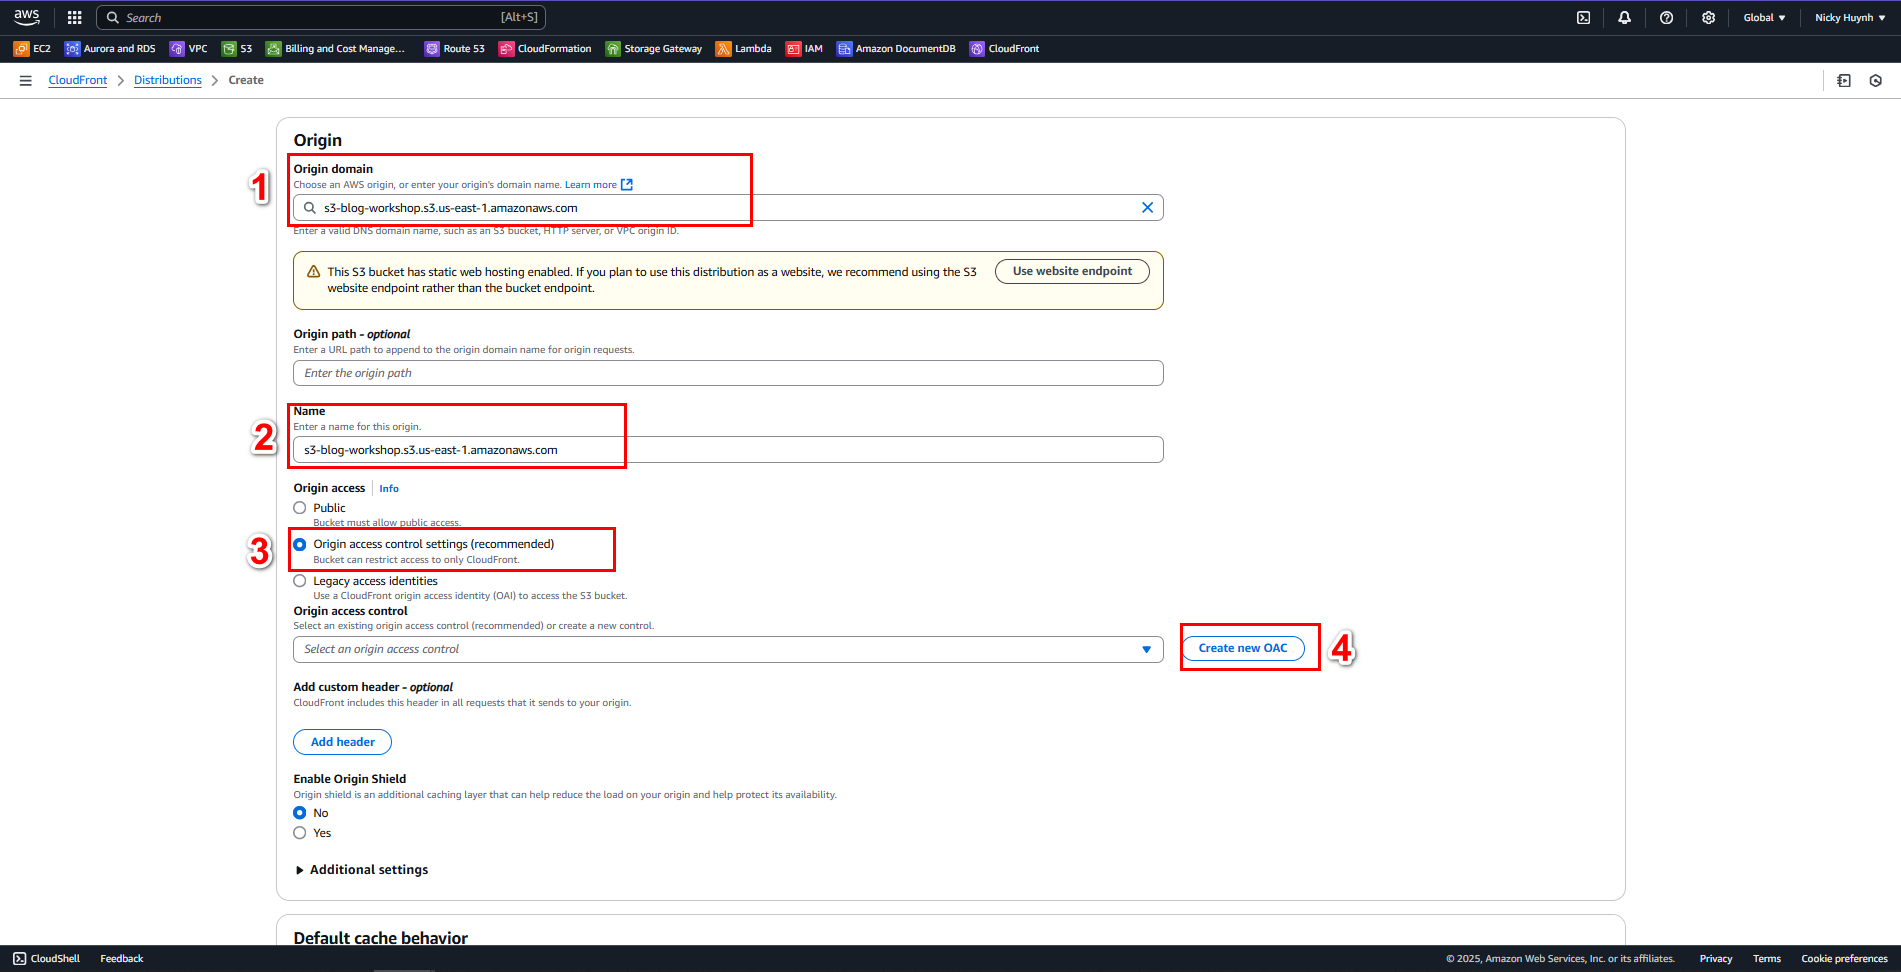 aws
Search [Alt+S]
Global ▼
Nicky Huynh ▼
EC2 Aurora and RDS VPC S3 Billing and Cost Manage... Route 53 CloudFormation Storage Gateway Lambda IAM Amazon DocumentDB CloudFront
CloudFront > Distributions > Create
Origin
1
Origin domain
Choose an AWS origin, or enter your origin's domain name. Learn more
s3-blog-workshop.s3.us-east-1.amazonaws.com
Enter a valid DNS domain name, such as an S3 bucket, HTTP server, or VPC origin ID.
This S3 bucket has static web hosting enabled. If you plan to use this distribution as a website, we recommend using the S3
website endpoint rather than the bucket endpoint.
Use website endpoint
Origin path - optional
Enter a URL path to append to the origin domain name for origin requests.
Enter the origin path
2
Name
Enter a name for this origin.
s3-blog-workshop.s3.us-east-1.amazonaws.com
Origin access Info
Public
Bucket must allow public access.
3
Origin access control settings (recommended)
Bucket can restrict access to only CloudFront.
Legacy access identities
Use a CloudFront origin access identity (OAI) to access the S3 bucket.
Origin access control
Select an existing origin access control (recommended) or create a new control.
Select an origin access control
Create new OAC
4
Add custom header - optional
CloudFront includes this header in all requests that it sends to your origin.
Add header
Enable Origin Shield
Origin shield is an additional caching layer that can help reduce the load on your origin and help protect its availability.
No
Yes
Additional settings
Default cache behavior
CloudShell Feedback
© 2025, Amazon Web Services, Inc. or its affiliates. Privacy Terms Cookie preferences